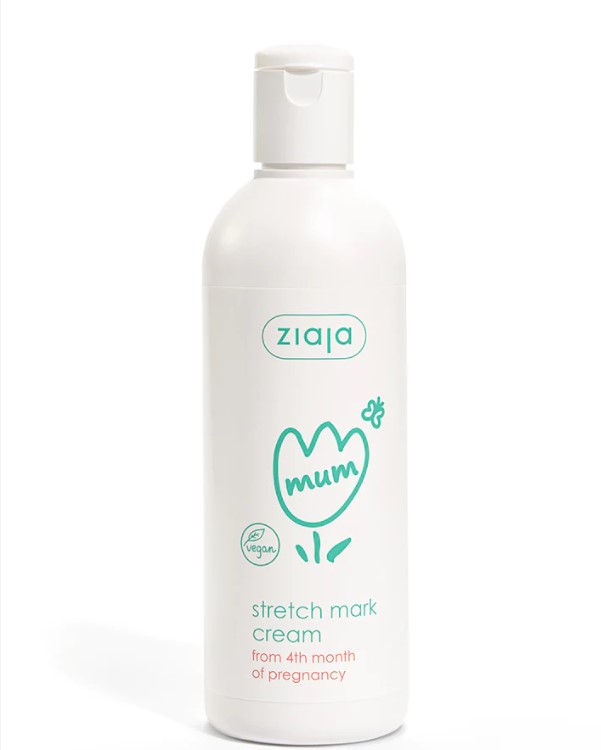 ziaja
mum
vegan
stretch mark
cream
from 4th month
of pregnancy